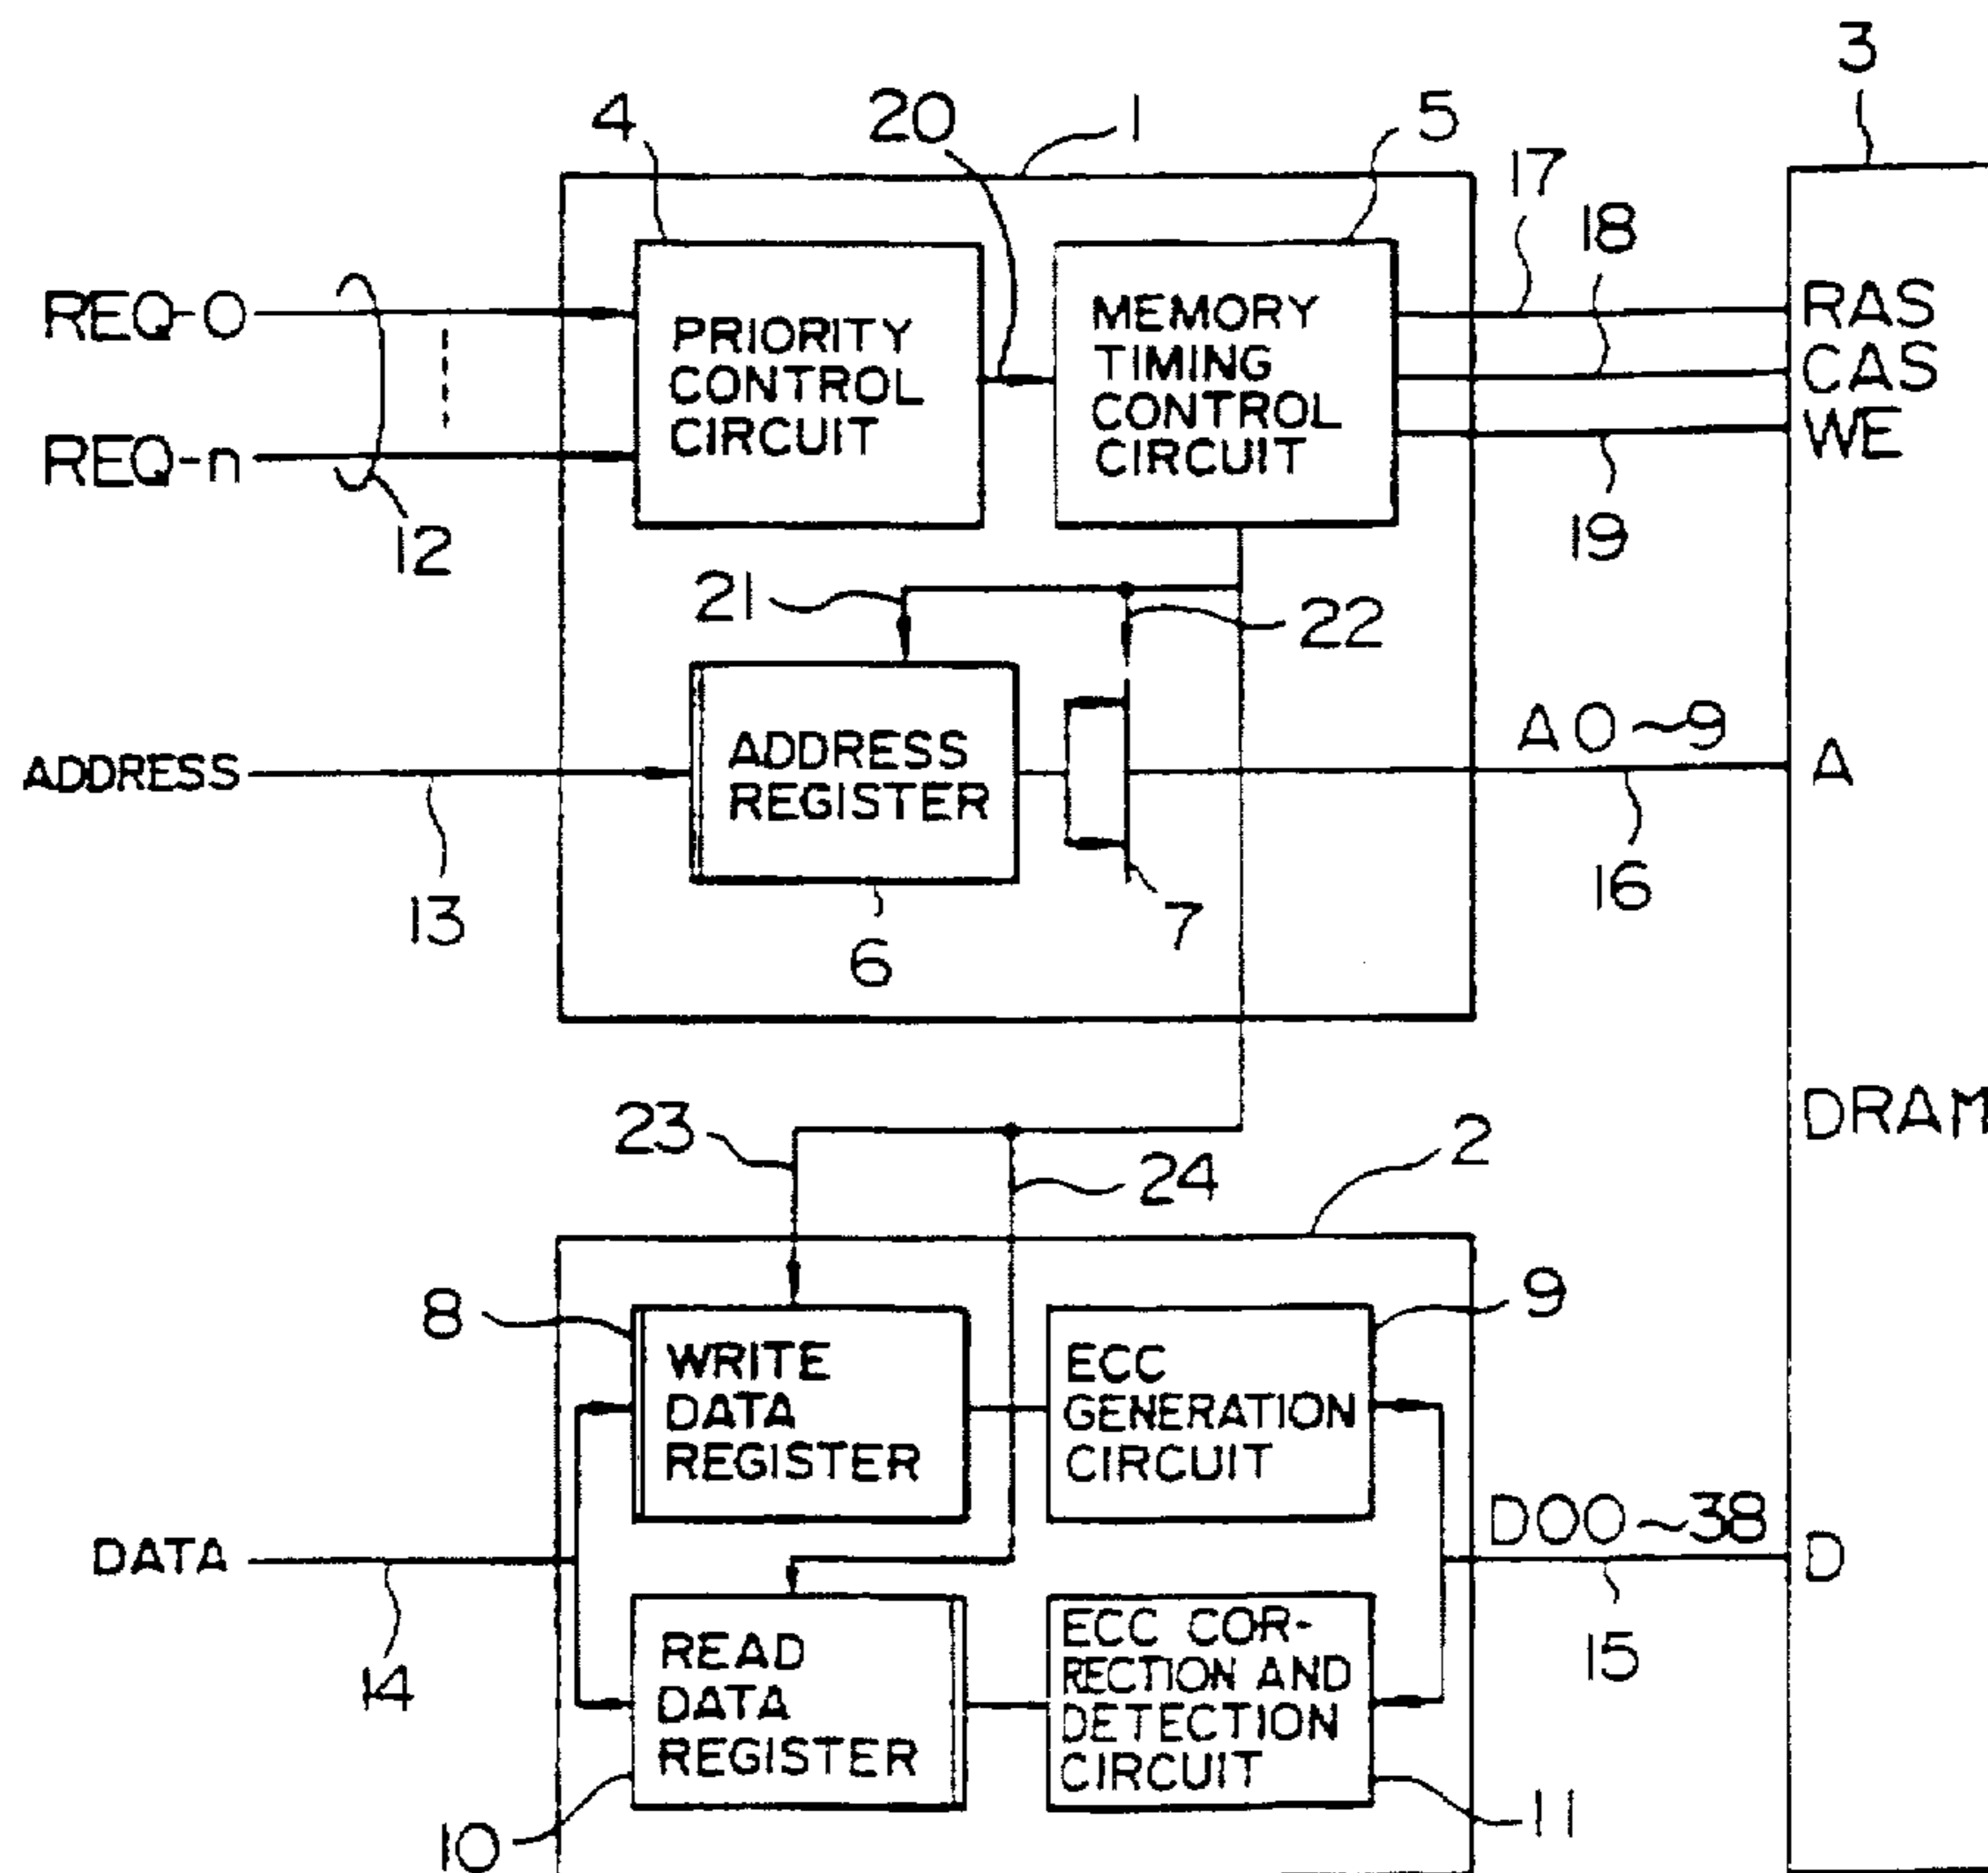 3
4
20
1
5
17
18
REQ-0
PRIORITY
CONTROL
CIRCUIT
MEMORY
TIMING
CONTROL
CIRCUIT
RAS
CAS
WE
REQ-n
12
19
21
22
ADDRESS
ADDRESS
REGISTER
A0~9
A
13
16
7
6
DRAM
23
2
24
8
9
WRITE
DATA
REGISTER
ECC
GENERATION
CIRCUIT
D00~38
DATA
D
14
READ
DATA
REGISTER
ECC COR-
RECTION AND
DETECTION
CIRCUIT
15
10
11